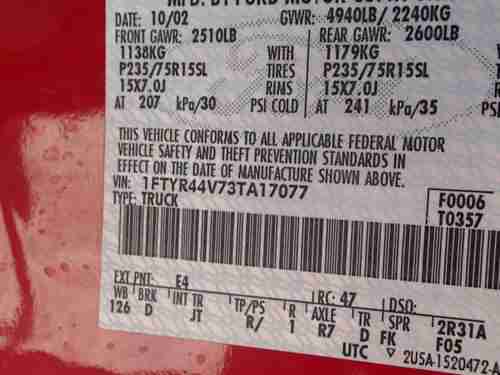 DATE: 10/02 GVWR: 4940LB/ 2240KG
FRONT GAWR: 2510LB REAR GAWR: 2600LB
1138KG WITH 1179KG WITH
P235/75R15SL TIRES P235/75R15SL
15X7.0J RIMS 15X7.0J
AT 207 kPa/30 PSI COLD AT 241 kPa/35
THIS VEHICLE CONFORMS TO ALL APPLICABLE FEDERAL MOTOR
VEHICLE SAFETY AND THEFT PREVENTION STANDARDS IN
EFFECT ON THE DATE OF MANUFACTURE SHOWN ABOVE.
VIN: 1FTYR44V73TA17077 F0006
TYPE: TRUCK T0357
EXT PNT: E4 RC: 47 DSO:
WB BRK INT TR TP/PS R AXLE TR SPR 2R31A
126 D JT R/ 1 R7 D FK F05
UTC 2USA-1520472-A